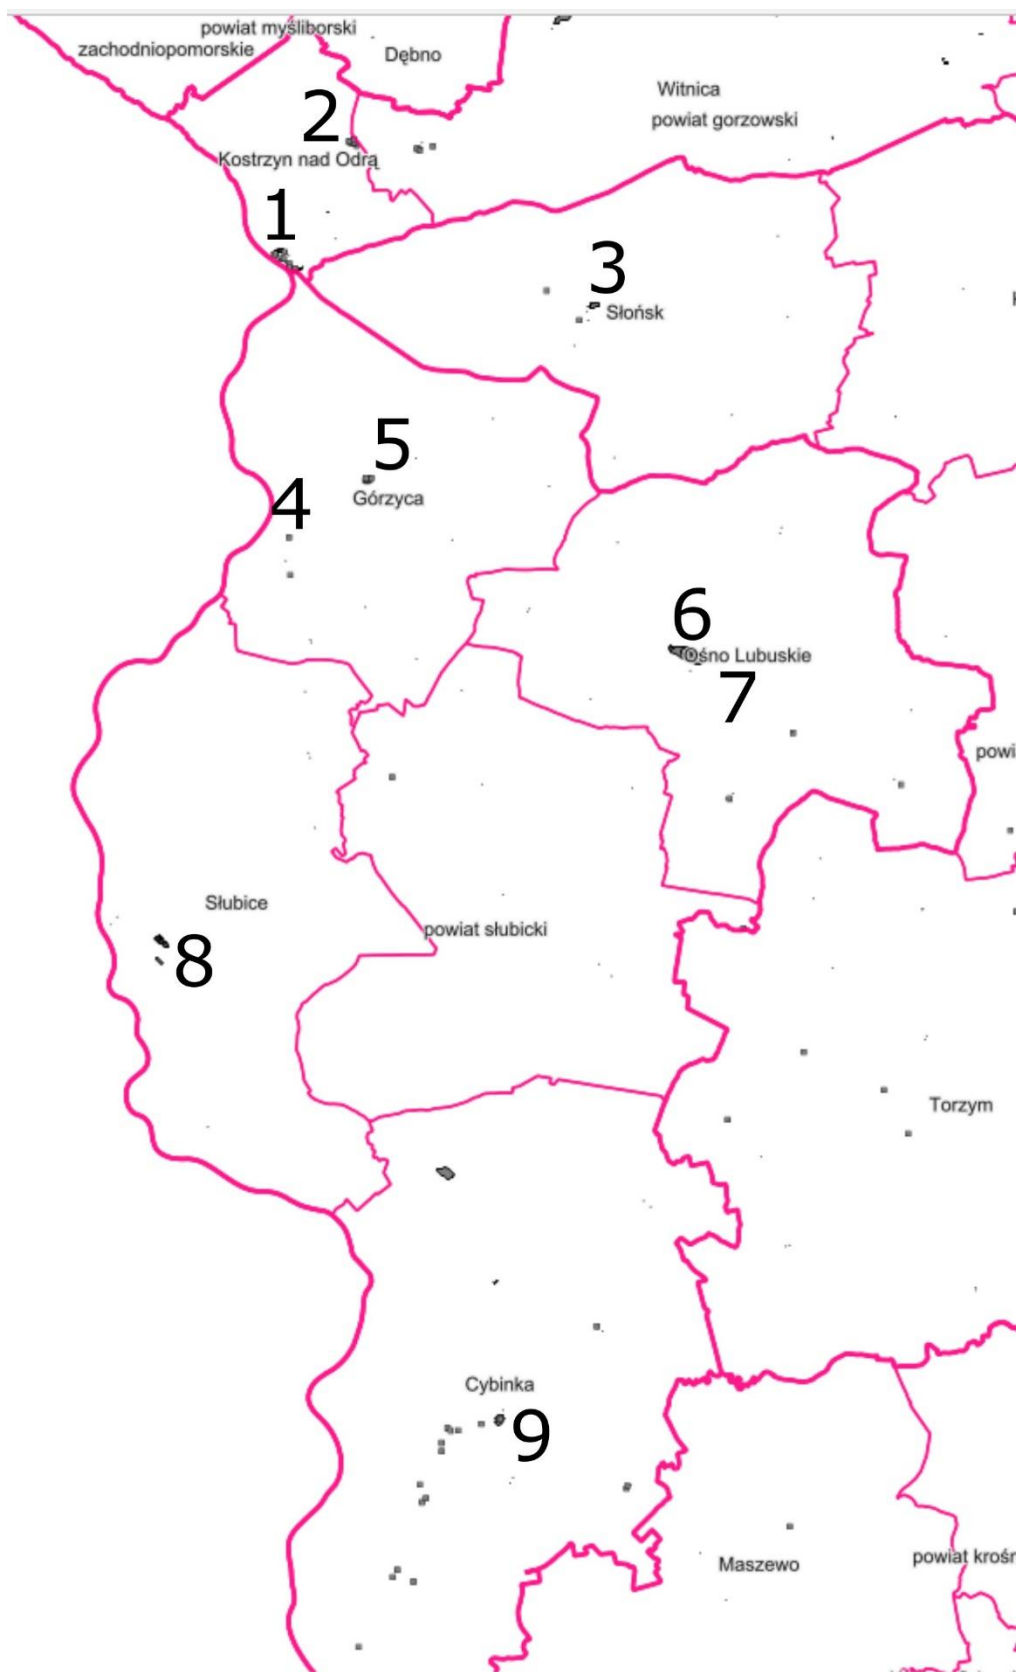 powiat myśliborski
zachodniopomorskie
Dębno
Witnica
powiat gorzowski
2
Kostrzyn nad Odrą
1
3
Słońsk
5
Górzyca
4
6
Ośno Lubuskie
7
powi
Słubice
powiat słubicki
8
Torzym
Cybinka
9
Maszewo
powiat krośn